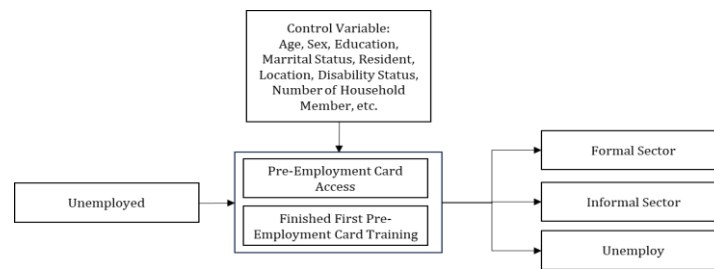 Control Variable:
Age, Sex, Education,
Marrital Status, Resident,
Location, Disability Status,
Number of Household
Member, etc.
Pre-Employment Card
Access
Finished First Pre-
Employment Card Training
Unemployed
Formal Sector
Informal Sector
Unemploy